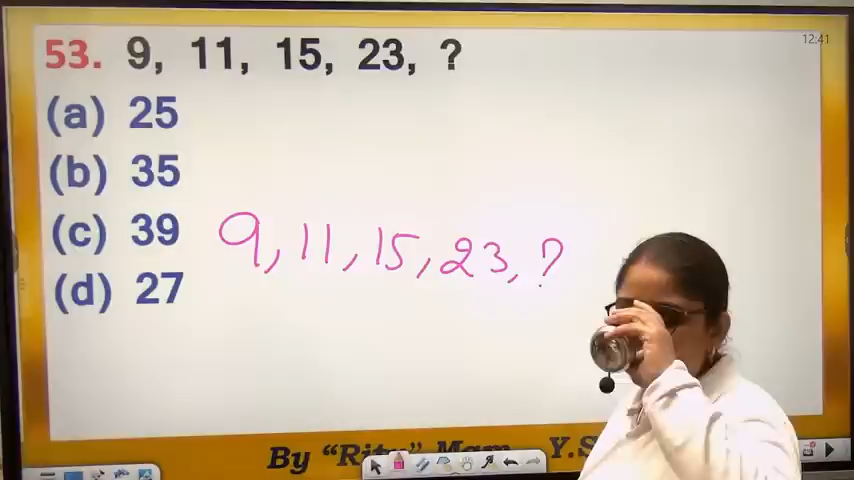 12:41
53. 9, 11, 15, 23, ?
(a) 25
(b) 35
(c) 39
(d) 27
9, 11, 15, 23, ?
By "Ritu" Mam Y.S